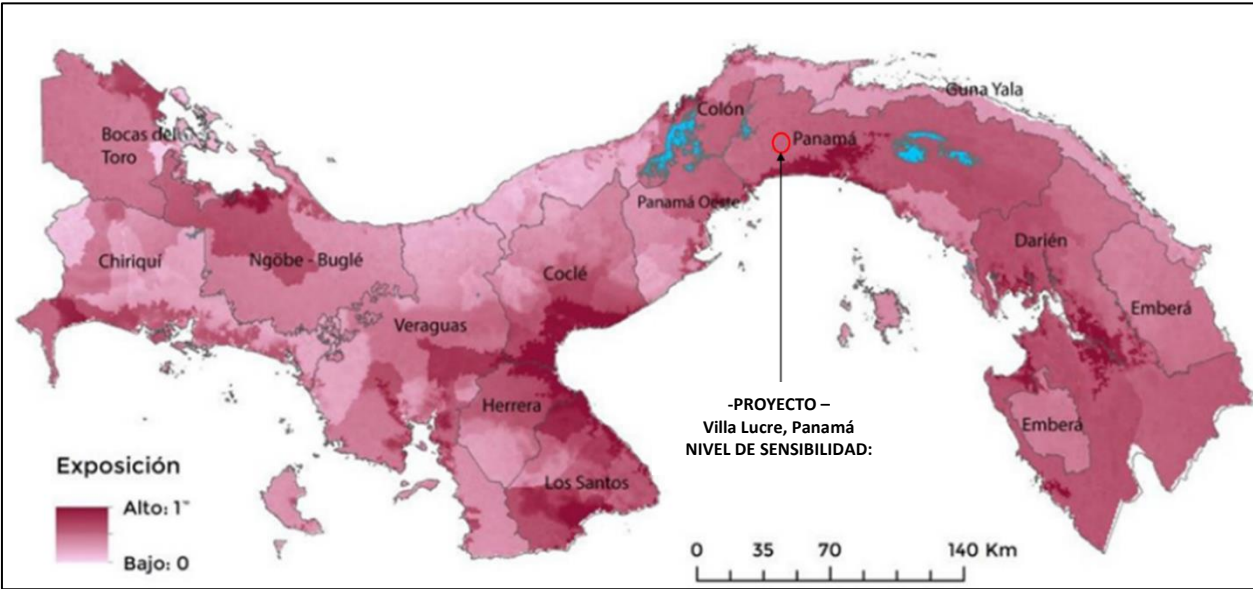 Guna Yala
Colón
Bocas del
Toro
Panamá
Panamá Oeste
Darién
Chiriquí
Ngöbe - Buglé
Coclé
Emberá
Veraguas
-PROYECTO –
Villa Lucre, Panamá
NIVEL DE SENSIBILIDAD:
Herrera
Emberá
Exposición
Los Santos
Alto: 1
Bajo: 0
0 35 70 140 Km